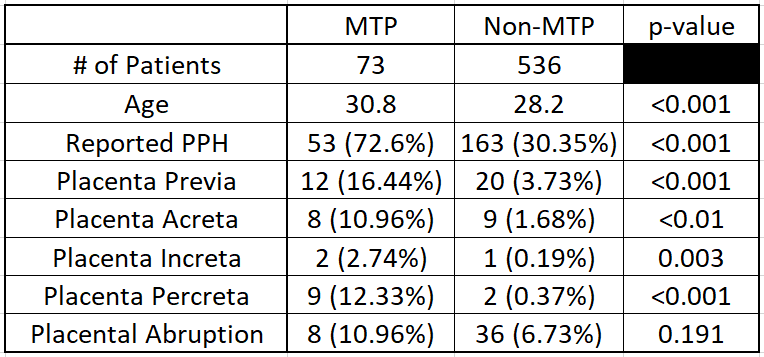 MTP Non-MTP p-value
# of Patients 73 536
Age 30.8 28.2 <0.001
Reported PPH 53 (72.6%) 163 (30.35%) <0.001
Placenta Previa 12 (16.44%) 20 (3.73%) <0.001
Placenta Acreta 8 (10.96%) 9 (1.68%) <0.01
Placenta Increta 2 (2.74%) 1 (0.19%) 0.003
Placenta Percreta 9 (12.33%) 2 (0.37%) <0.001
Placental Abruption 8 (10.96%) 36 (6.73%) 0.191